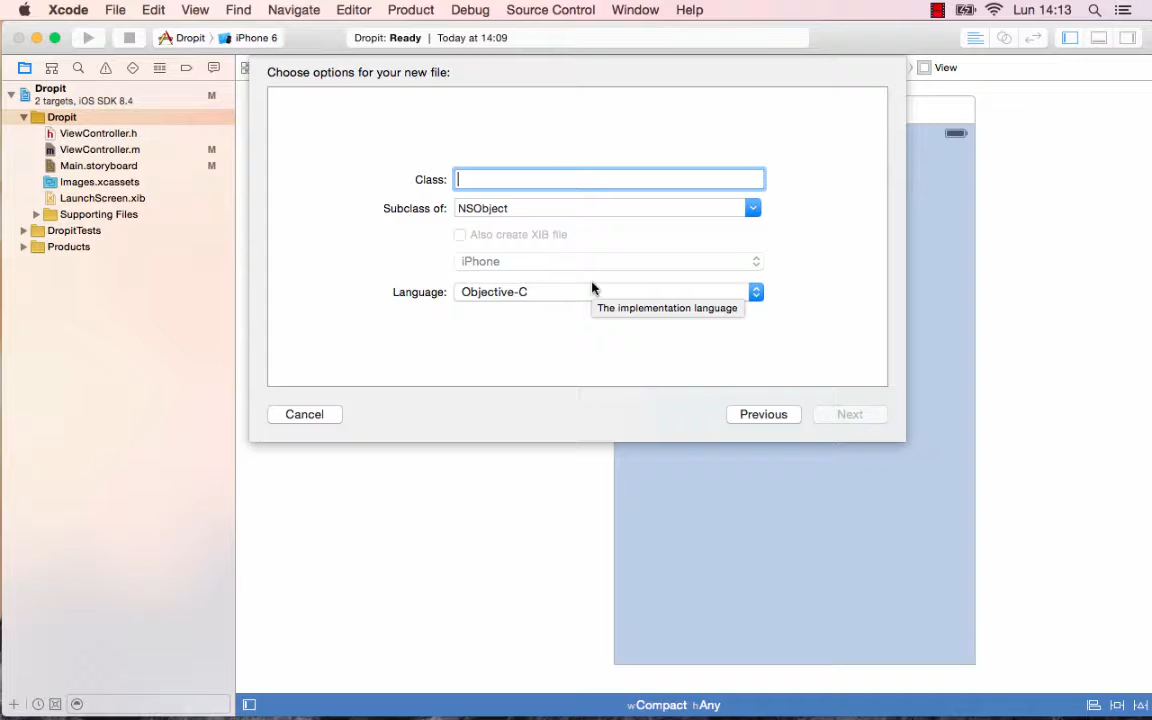 Xcode File Edit View Find Navigate Editor Product Debug Source Control Window Help Lun 14:13
Dropit iPhone 6 Dropit: Ready | Today at 14:09
Choose options for your new file:
View
Dropit
2 targets, iOS SDK 8.4 M
Dropit
ViewController.h
ViewController.m M
Main.storyboard M
Images.xcassets
LaunchScreen.xib
Supporting Files
DropitTests
Products
Class:
Subclass of: NSObject
Also create XIB file
iPhone
Language: Objective-C
The implementation language
Cancel Previous Next
wCompact hAny